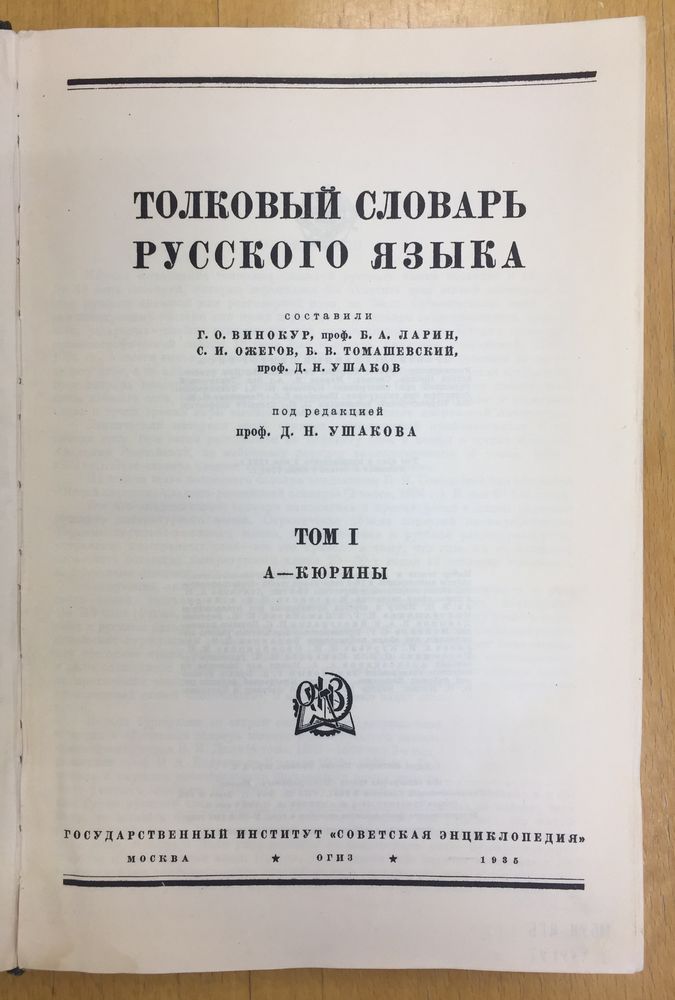 ТОЛКОВЫЙ СЛОВАРЬ
РУССКОГО ЯЗЫКА
составили
Г. О. ВИНОКУР, проф. Б. А. ЛАРИН,
С. И. ОЖЕГОВ, Б. В. ТОМАШЕВСКИЙ,
проф. Д. Н. УШАКОВ
под редакцией
проф. Д. Н. УШАКОВА
ТОМ I
А—КЮРИНЫ
ГОСУДАРСТВЕННЫЙ ИНСТИТУТ «СОВЕТСКАЯ ЭНЦИКЛОПЕДИЯ»
МОСКВА ★ ОГИЗ ★ 1935